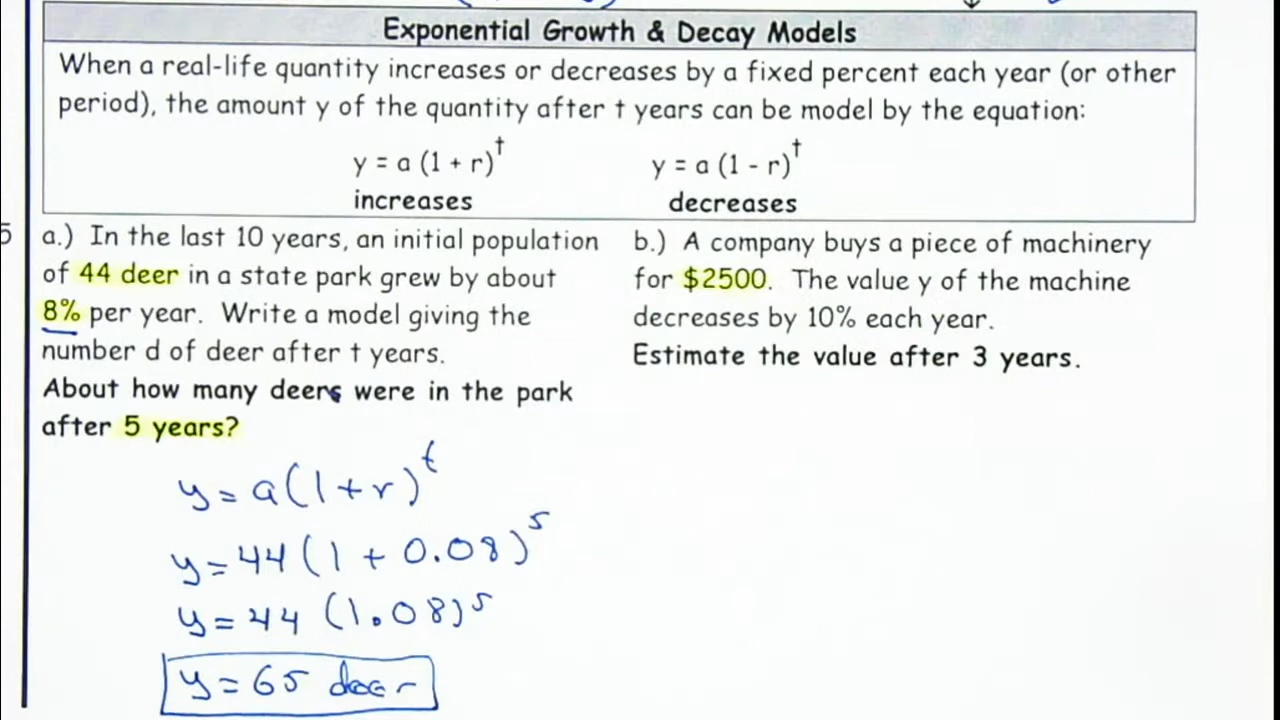 Exponential Growth & Decay Models
When a real-life quantity increases or decreases by a fixed percent each year (or other
period), the amount y of the quantity after t years can be model by the equation:
y = a (1 + r)^t
y = a (1 - r)^t
increases
decreases
5
a.) In the last 10 years, an initial population
of 44 deer in a state park grew by about
8% per year. Write a model giving the
number d of deer after t years.
About how many deers were in the park
after 5 years?
y = a(1+r)^t
y = 44(1 + 0.08)^5
y = 44 (1.08)^5
y = 65 deer
b.) A company buys a piece of machinery
for $2500. The value y of the machine
decreases by 10% each year.
Estimate the value after 3 years.